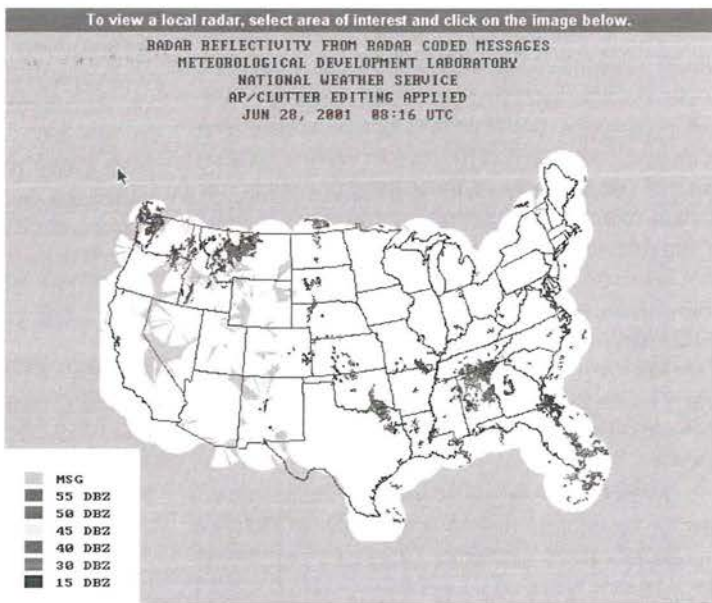 To view a local radar, select area of interest and click on the image below.
RADAR REFLECTIVITY FROM RADAR CODED MESSAGES
METEOROLOGICAL DEVELOPMENT LABORATORY
NATIONAL WEATHER SERVICE
AP/CLUTTER EDITING APPLIED
JUN 28, 2001 08:16 UTC
MSG
55 DBZ
50 DBZ
45 DBZ
40 DBZ
30 DBZ
15 DBZ